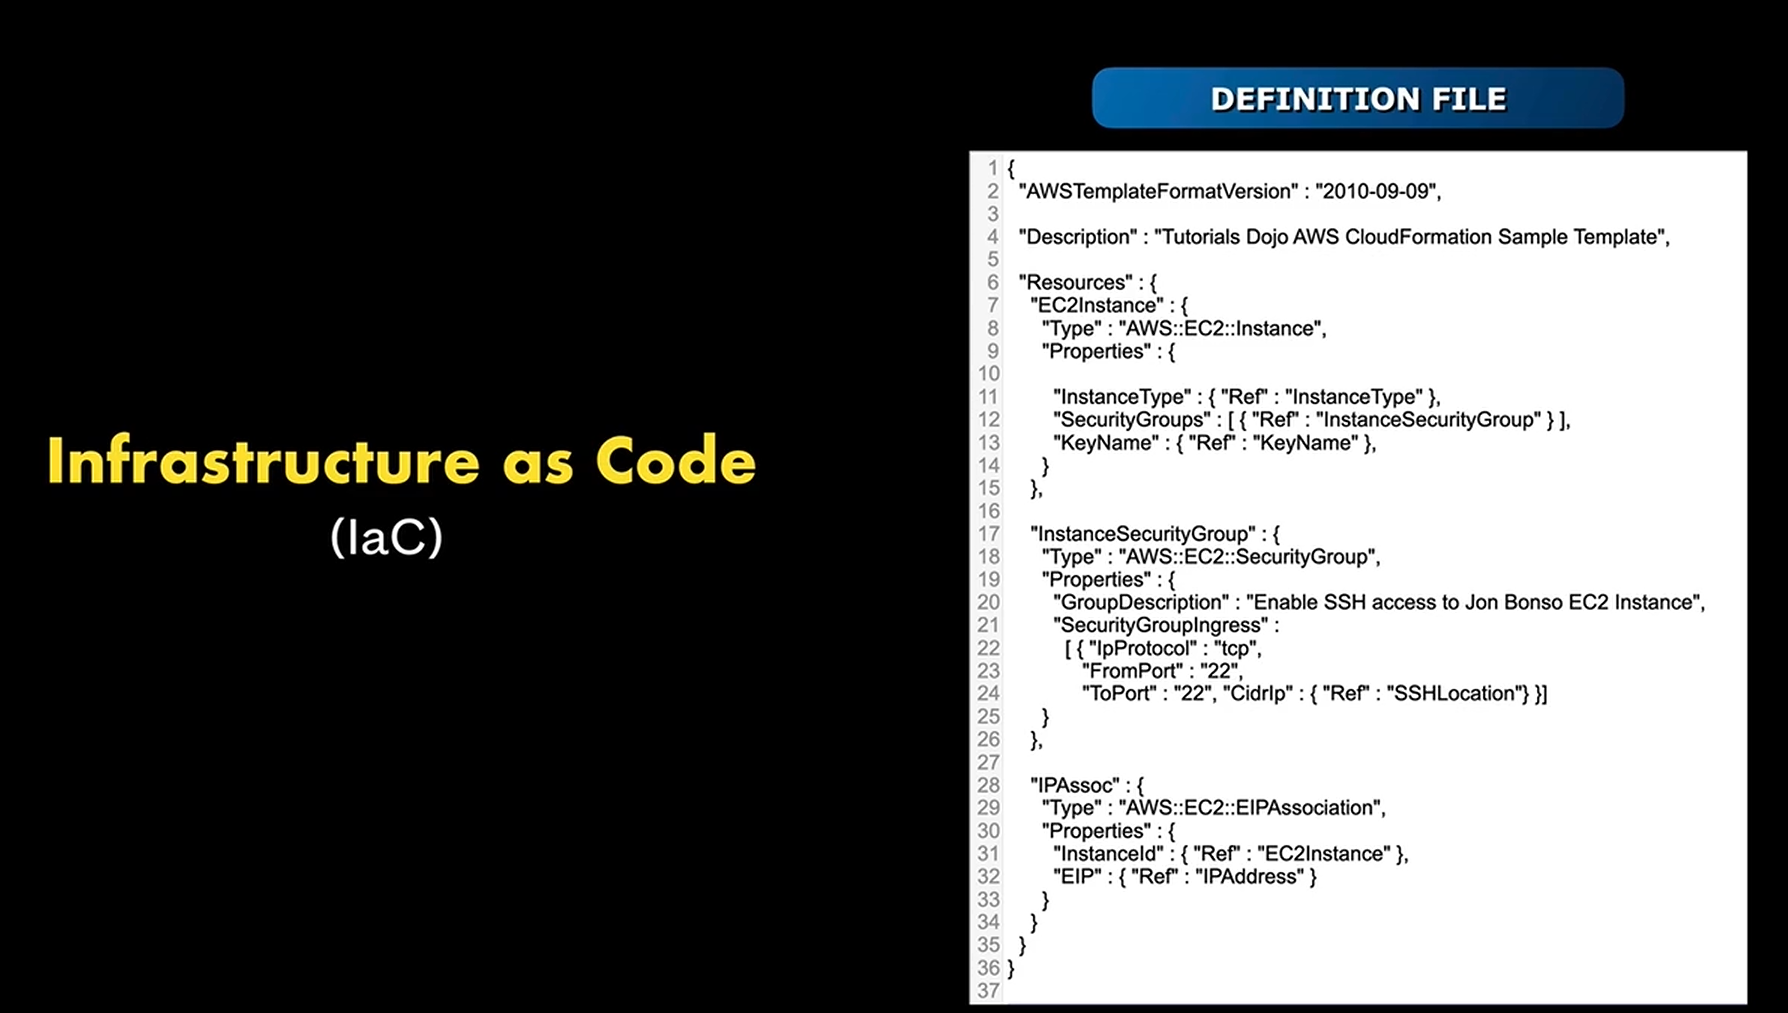 Infrastructure as Code
(IaC)
DEFINITION FILE
1 {
2 "AWSTemplateFormatVersion" : "2010-09-09",
3
4 "Description" : "Tutorials Dojo AWS CloudFormation Sample Template",
5
6 "Resources" : {
7 "EC2Instance" : {
8 "Type" : "AWS::EC2::Instance",
9 "Properties" : {
10
11 "InstanceType" : { "Ref" : "InstanceType" },
12 "SecurityGroups" : [ { "Ref" : "InstanceSecurityGroup" } ],
13 "KeyName" : { "Ref" : "KeyName" },
14 }
15 },
16
17 "InstanceSecurityGroup" : {
18 "Type" : "AWS::EC2::SecurityGroup",
19 "Properties" : {
20 "GroupDescription" : "Enable SSH access to Jon Bonso EC2 Instance",
21 "SecurityGroupIngress" :
22 [ { "IpProtocol" : "tcp",
23 "FromPort" : "22",
24 "ToPort" : "22", "CidrIp" : { "Ref" : "SSHLocation"} }]
25 }
26 },
27
28 "IPAssoc" : {
29 "Type" : "AWS::EC2::EIPAssociation",
30 "Properties" : {
31 "InstanceId" : { "Ref" : "EC2Instance" },
32 "EIP" : { "Ref" : "IPAddress" }
33 }
34 }
35 }
36 }
37